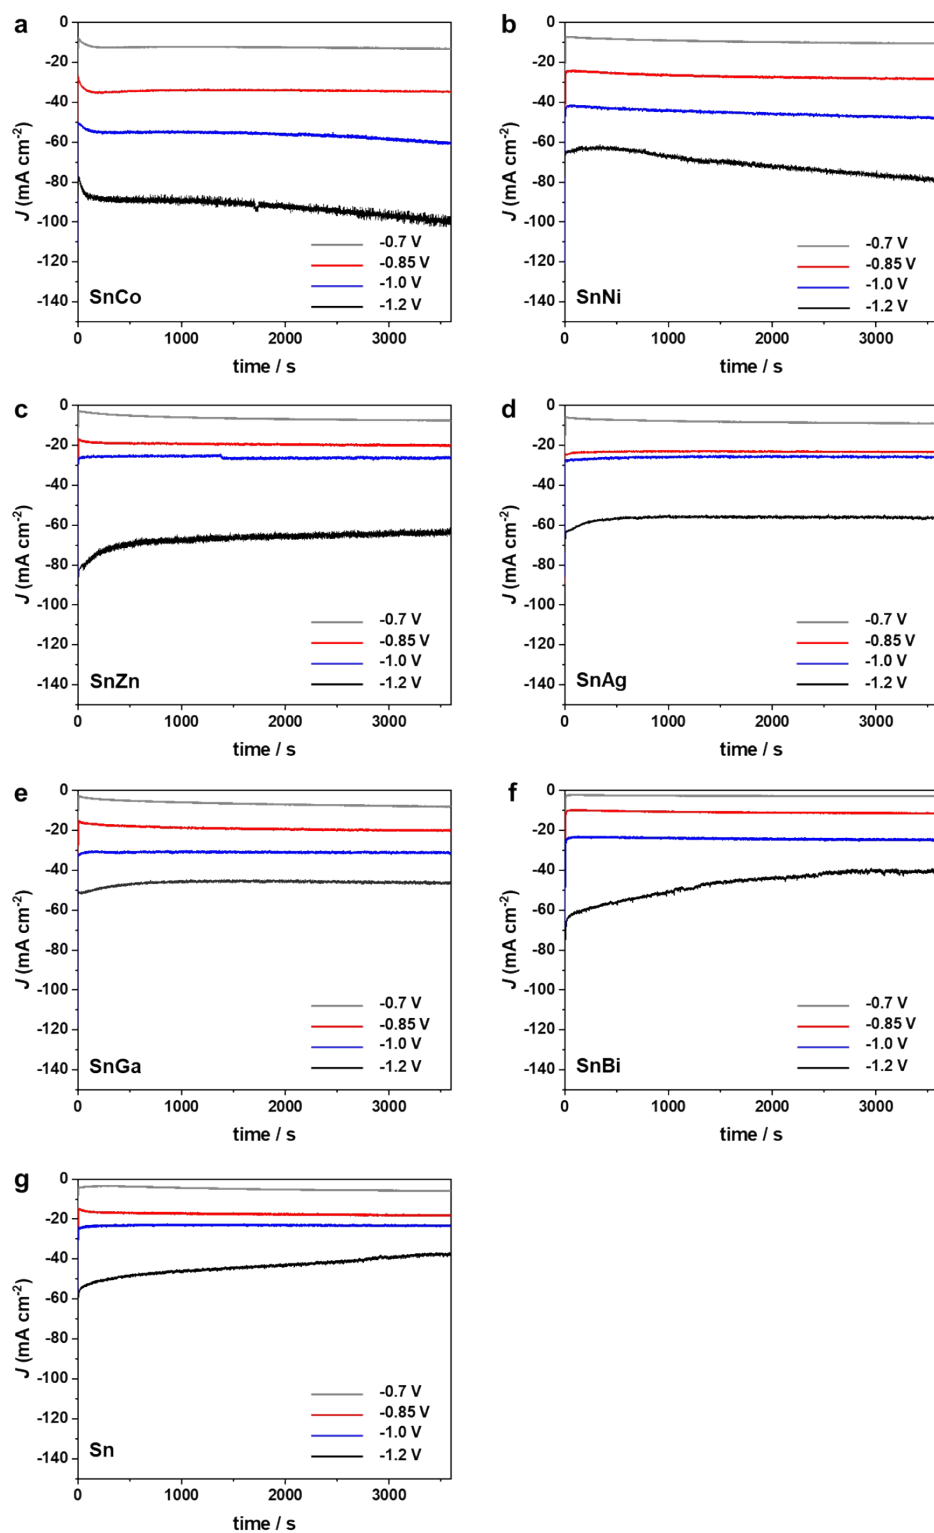 a
0
-20
-40
-60
-80
-100
-120
-140
J (mA cm-2)
-0.7 V
-0.85 V
-1.0 V
-1.2 V
SnCo
0 1000 2000 3000
time / s
b
0
-20
-40
-60
-80
-100
-120
-140
J (mA cm-2)
-0.7 V
-0.85 V
-1.0 V
-1.2 V
SnNi
0 1000 2000 3000
time / s
c
0
-20
-40
-60
-80
-100
-120
-140
J (mA cm-2)
-0.7 V
-0.85 V
-1.0 V
-1.2 V
SnZn
0 1000 2000 3000
time / s
d
0
-20
-40
-60
-80
-100
-120
-140
J (mA cm-2)
-0.7 V
-0.85 V
-1.0 V
-1.2 V
SnAg
0 1000 2000 3000
time / s
e
0
-20
-40
-60
-80
-100
-120
-140
J (mA cm-2)
-0.7 V
-0.85 V
-1.0 V
-1.2 V
SnGa
0 1000 2000 3000
time / s
f
0
-20
-40
-60
-80
-100
-120
-140
J (mA cm-2)
-0.7 V
-0.85 V
-1.0 V
-1.2 V
SnBi
0 1000 2000 3000
time / s
g
0
-20
-40
-60
-80
-100
-120
-140
J (mA cm-2)
-0.7 V
-0.85 V
-1.0 V
-1.2 V
Sn
0 1000 2000 3000
time / s